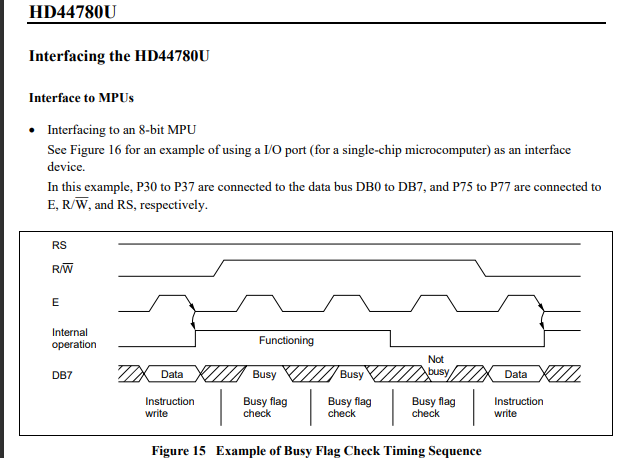 HD44780U
Interfacing the HD44780U
Interface to MPUs
• Interfacing to an 8-bit MPU
See Figure 16 for an example of using a I/O port (for a single-chip microcomputer) as an interface
device.
In this example, P30 to P37 are connected to the data bus DB0 to DB7, and P75 to P77 are connected to
E, R/W̅, and RS, respectively.
RS
R/W̅
E
Internal
operation
Functioning
DB7
Data
Busy
Busy
Not
busy
Data
Instruction
write
Busy flag
check
Busy flag
check
Busy flag
check
Instruction
write
Figure 15 Example of Busy Flag Check Timing Sequence